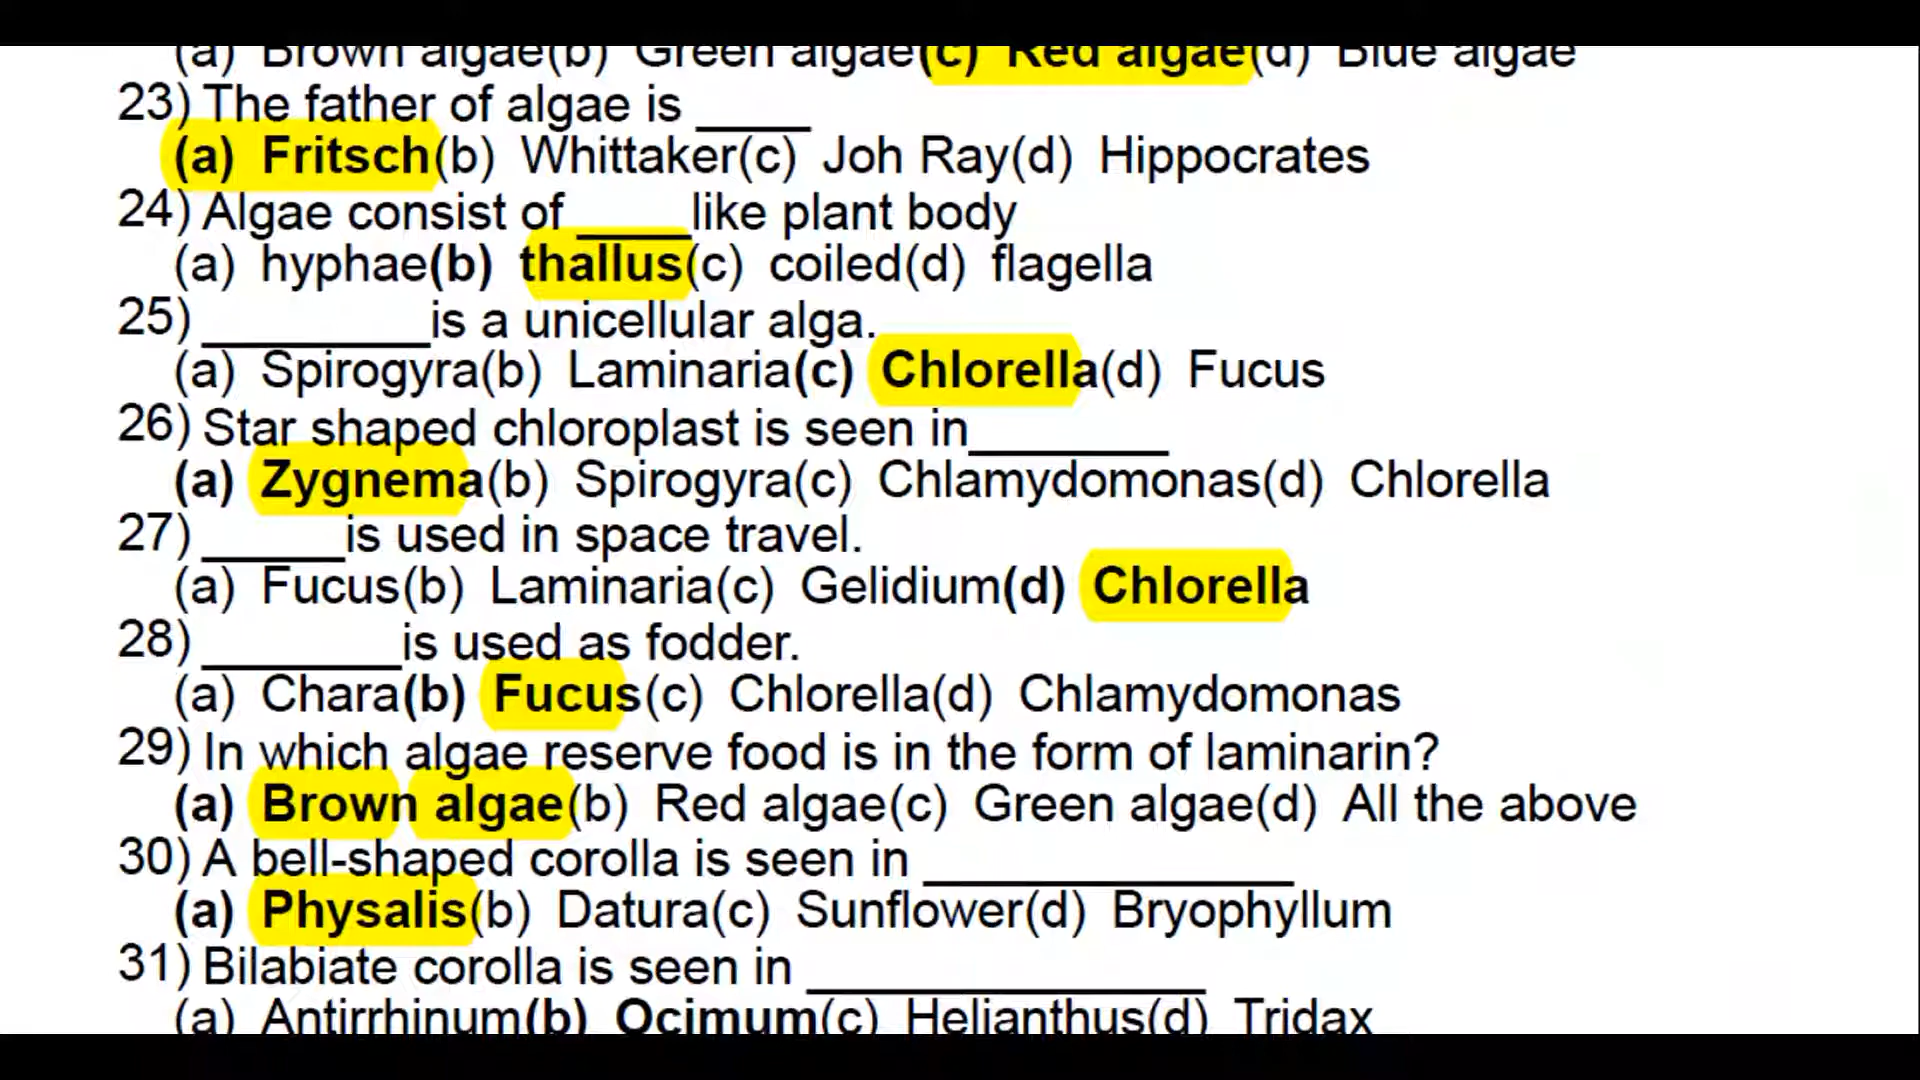 (a) Brown algae(b) Green algae(c) Red algae(d) Blue algae
23) The father of algae is ____
(a) Fritsch(b) Whittaker(c) Joh Ray(d) Hippocrates
24) Algae consist of ____like plant body
(a) hyphae(b) thallus(c) coiled(d) flagella
25) ________is a unicellular alga.
(a) Spirogyra(b) Laminaria(c) Chlorella(d) Fucus
26) Star shaped chloroplast is seen in_______
(a) Zygnema(b) Spirogyra(c) Chlamydomonas(d) Chlorella
27) _____is used in space travel.
(a) Fucus(b) Laminaria(c) Gelidium(d) Chlorella
28) _______is used as fodder.
(a) Chara(b) Fucus(c) Chlorella(d) Chlamydomonas
29) In which algae reserve food is in the form of laminarin?
(a) Brown algae(b) Red algae(c) Green algae(d) All the above
30) A bell-shaped corolla is seen in _____________
(a) Physalis(b) Datura(c) Sunflower(d) Bryophyllum
31) Bilabiate corolla is seen in ______________
(a) Antirrhinum(b) Ocimum(c) Helianthus(d) Tridax